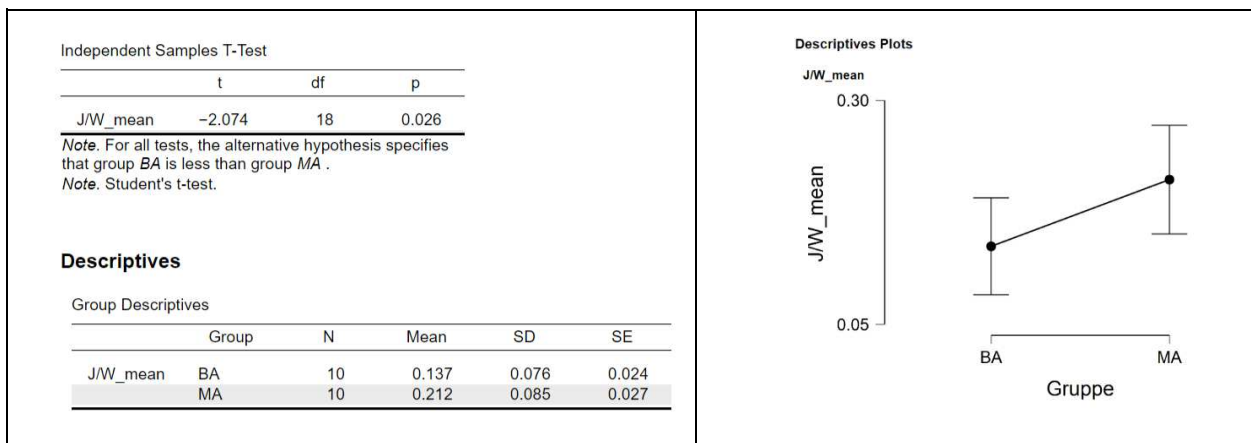 Independent Samples T-Test
t df p
J/W_mean −2.074 18 0.026
Note. For all tests, the alternative hypothesis specifies
that group BA is less than group MA .
Note. Student's t-test.
Descriptives
Group Descriptives
Group N Mean SD SE
J/W_mean BA 10 0.137 0.076 0.024
MA 10 0.212 0.085 0.027
Descriptives Plots
J/W_mean
0.30
J/W_mean
0.05
BA MA
Gruppe